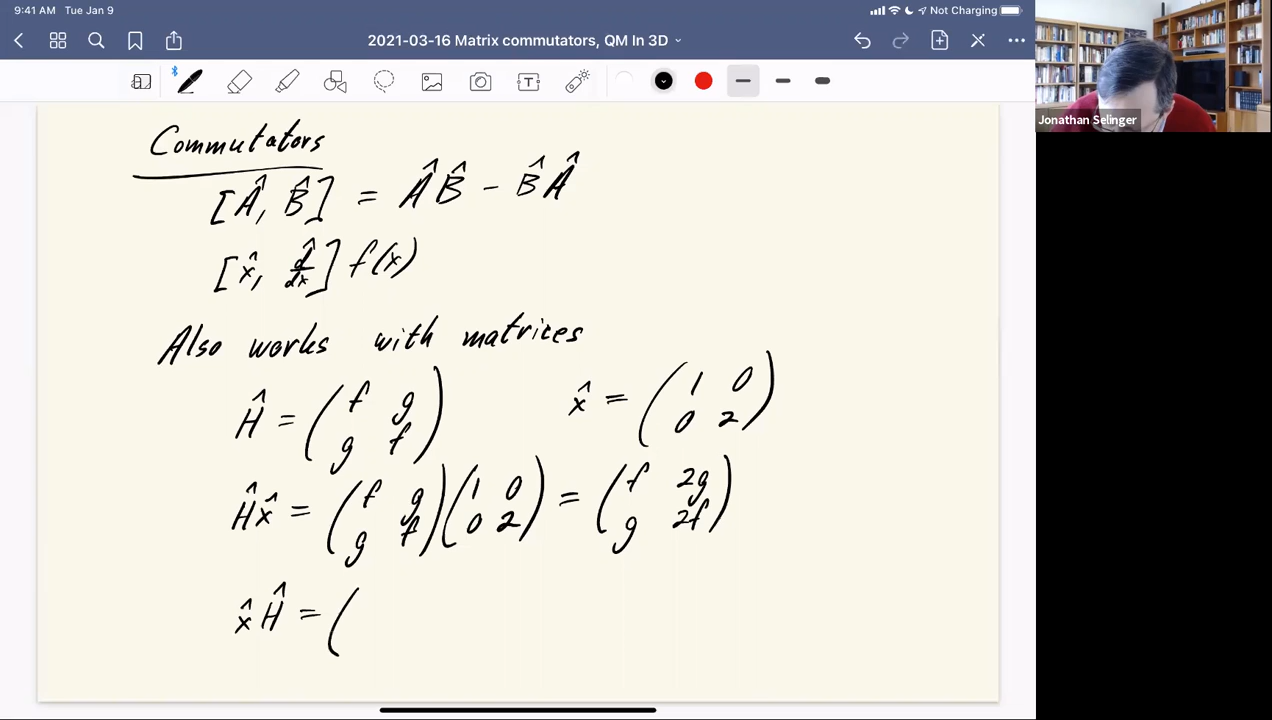 9:41 AM Tue Jan 9
Not Charging
2021-03-16 Matrix commutators, QM In 3D
Jonathan Selinger
Commutators
[Â, B̂] = ÂB̂ - B̂Â
[x̂, d̂/dx] f(x)
Also works with matrices
Ĥ = (f g; g f) x̂ = (1 0; 0 2)
Ĥx̂ = (f g; g f)(1 0; 0 2) = (f 2g; g 2f)
x̂Ĥ = (